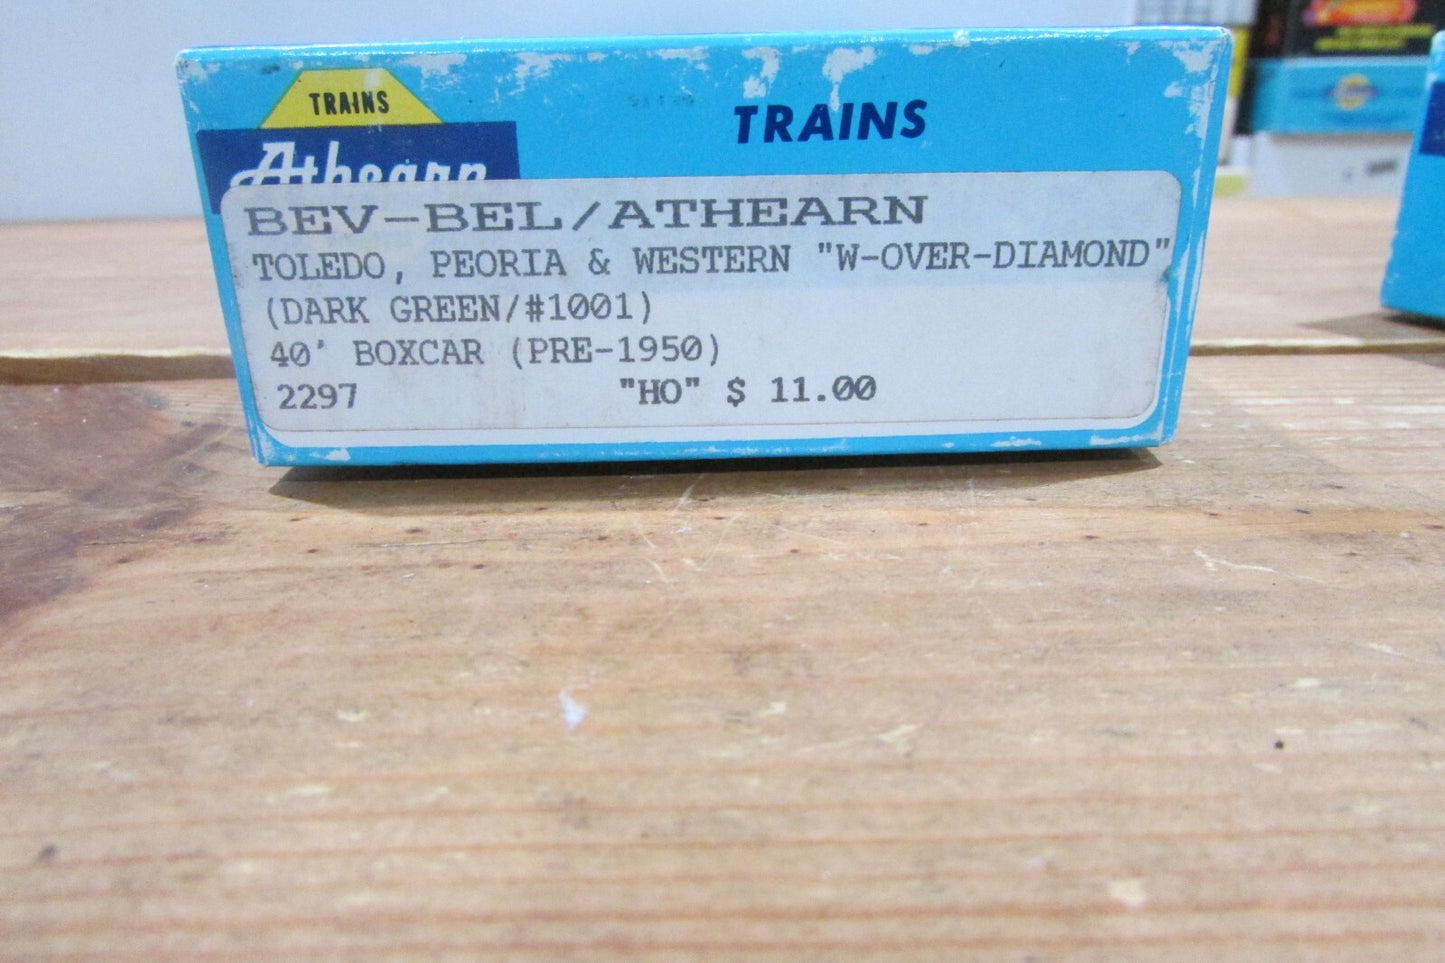 TRAINS
Athearn
TRAINS
BEV-BEL/ATHEARN
TOLEDO, PEORIA & WESTERN "W-OVER-DIAMOND"
(DARK GREEN/#1001)
40' BOXCAR (PRE-1950)
2297 "HO" $ 11.00